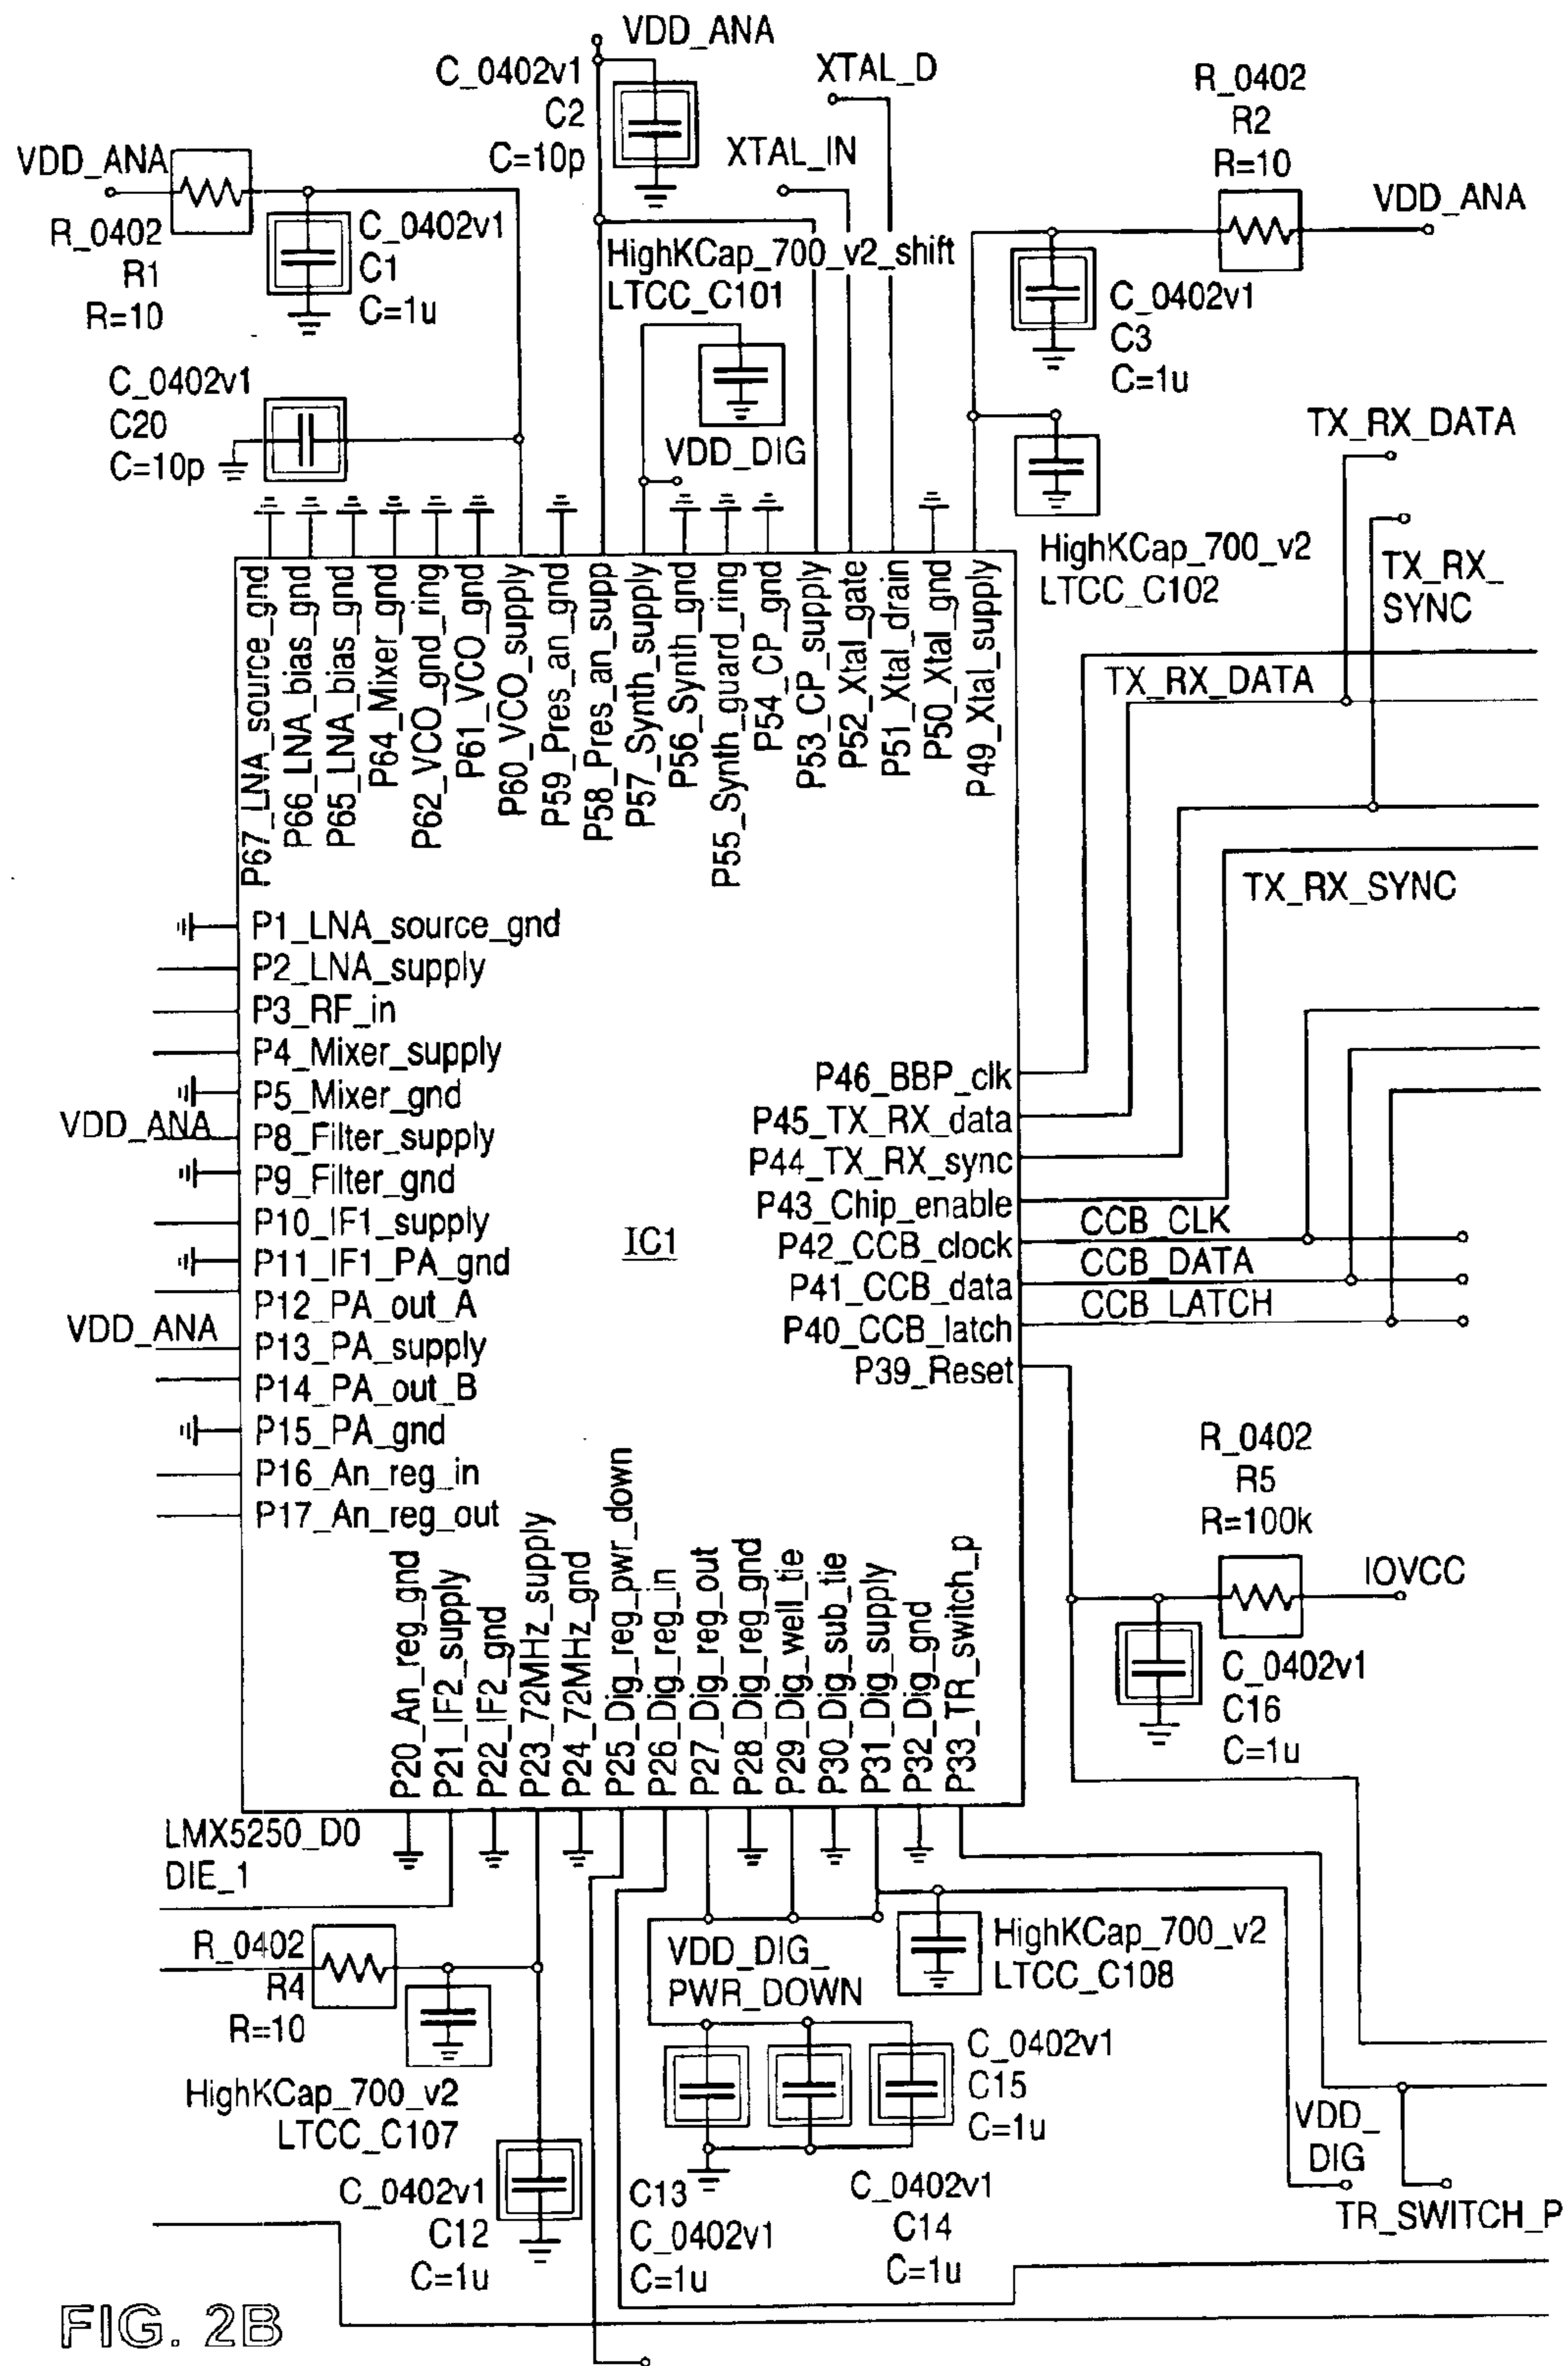 VDD_ANA
C_0402v1
C2
C=10p
XTAL_D
XTAL_IN
R_0402
R2
R=10
VDD_ANA
VDD_ANA
R_0402
R1
R=10
C_0402v1
C1
C=1u
HighKCap_700_v2_shift
LTCC_C101
C_0402v1
C3
C=1u
C_0402v1
C20
C=10p
VDD_DIG
TX_RX_DATA
HighKCap_700_v2
LTCC_C102
TX_RX_
SYNC
P67_LNA_source_gnd
P66_LNA_bias_gnd
P65_LNA_bias_gnd
P64_Mixer_gnd
P62_VCO_gnd_ring
P61_VCO_gnd
P60_VCO_supply
P59_Pres_an_gnd
P58_Pres_an_supp
P57_Synth_supply
P56_Synth_gnd
P55_Synth_guard_ring
P54_CP_gnd
P53_CP_supply
P52_Xtal_gate
P51_Xtal_drain
P50_Xtal_gnd
P49_Xtal_supply
TX_RX_DATA
TX_RX_SYNC
P1_LNA_source_gnd
P2_LNA_supply
P3_RF_in
P4_Mixer_supply
P5_Mixer_gnd
VDD_ANA
P8_Filter_supply
P9_Filter_gnd
P10_IF1_supply
P11_IF1_PA_gnd
P12_PA_out_A
VDD_ANA
P13_PA_supply
P14_PA_out_B
P15_PA_gnd
P16_An_reg_in
P17_An_reg_out
IC1
P46_BBP_clk
P45_TX_RX_data
P44_TX_RX_sync
P43_Chip_enable
P42_CCB_clock
P41_CCB_data
P40_CCB_latch
P39_Reset
CCB_CLK
CCB_DATA
CCB_LATCH
R_0402
R5
R=100k
IOVCC
C_0402v1
C16
C=1u
P20_An_reg_gnd
P21_IF2_supply
P22_IF2_gnd
P23_72MHz_supply
P24_72MHz_gnd
P25_Dig_reg_pwr_down
P26_Dig_reg_in
P27_Dig_reg_out
P28_Dig_reg_gnd
P29_Dig_well_tie
P30_Dig_sub_tie
P31_Dig_supply
P32_Dig_gnd
P33_TR_switch_p
LMX5250_D0
DIE_1
R_0402
R4
R=10
HighKCap_700_v2
LTCC_C107
VDD_DIG_
PWR_DOWN
HighKCap_700_v2
LTCC_C108
C_0402v1
C15
C=1u
C_0402v1
C12
C=1u
C13
C_0402v1
C=1u
C_0402v1
C14
C=1u
VDD_
DIG
TR_SWITCH_P
FIG. 2B